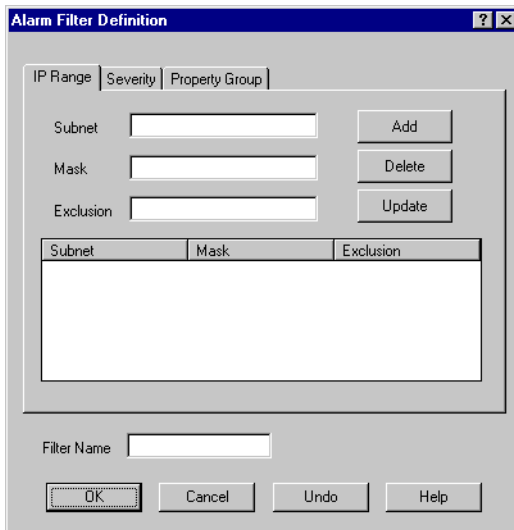 Alarm Filter Definition
IP Range Severity Property Group
Subnet Add
Mask Delete
Exclusion Update
Subnet Mask Exclusion
Filter Name
OK Cancel Undo Help